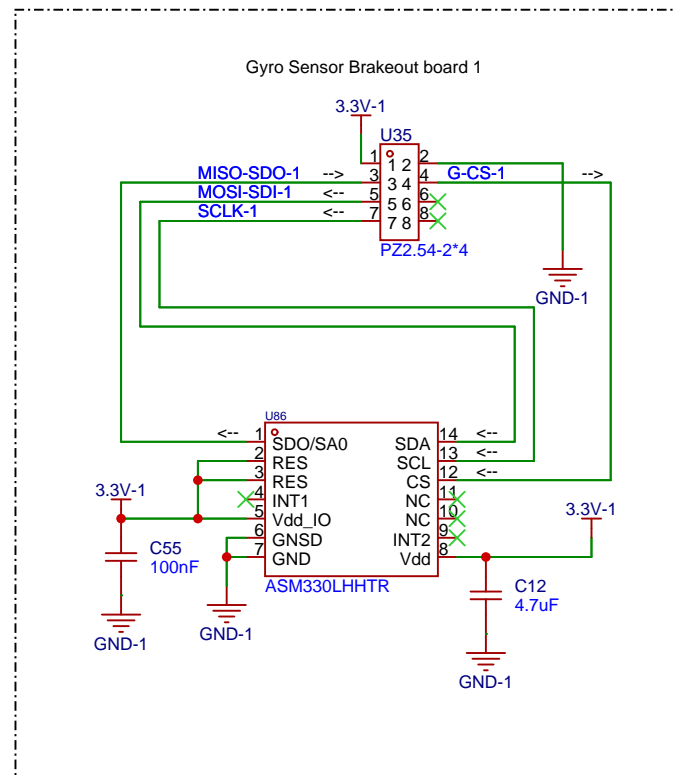 Gyro Sensor Brakeout board 1
3.3V-1
U35
1 1 2 2
MISO-SDO-1 --> 3 3 4 4 G-CS-1 -->
MOSI-SDI-1 <-- 5 5 6 6
SCLK-1 <-- 7 7 8 8
PZ2.54-2*4
GND-1
U86
<-- 1 SDO/SA0 SDA 14 <--
2 RES SCL 13 <--
3 RES CS 12 <--
3.3V-1 4 INT1 NC 11
5 Vdd_IO NC 10 3.3V-1
6 GNSD INT2 9
7 GND Vdd 8
C55
100nF
ASM330LHHTR
C12
4.7uF
GND-1
GND-1
GND-1